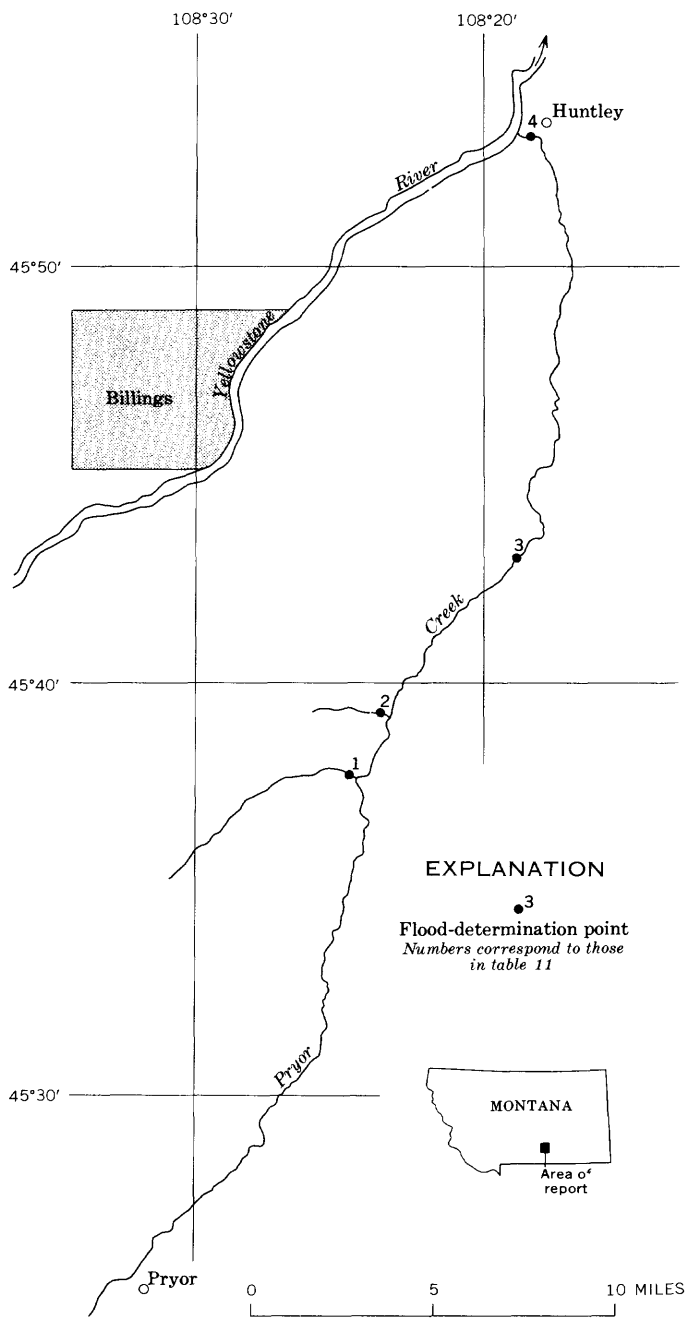 108°30'
108°20'
4
Huntley
River
45°50'
Yellowstone
Billings
3
Creek
45°40'
2
1
EXPLANATION
3
Flood-determination point
Numbers correspond to those
in table 11
Pryor
45°30'
MONTANA
Area of
report
Pryor
0 5 10 MILES